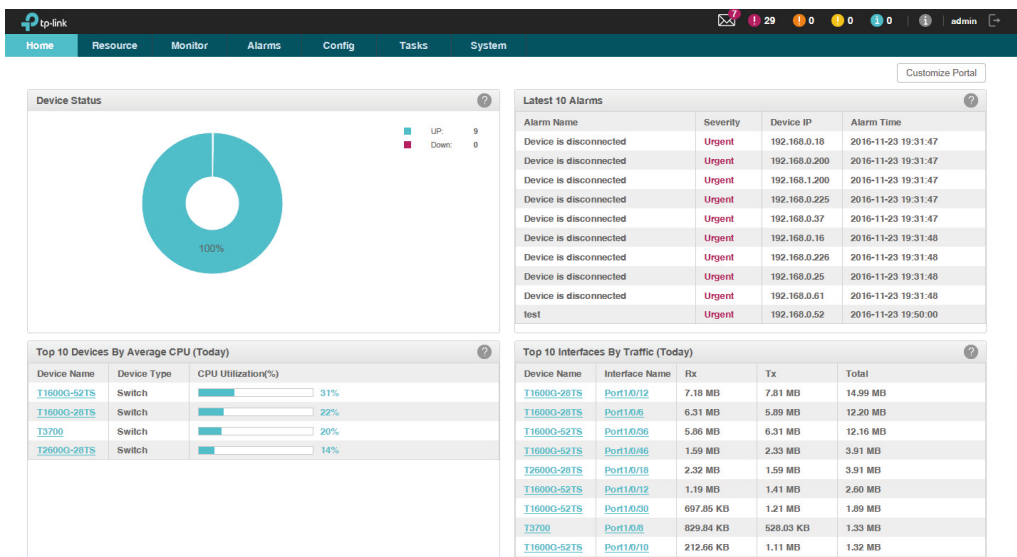 tp-link 7 29 0 0 0 admin
Home Resource Monitor Alarms Config Tasks System
Customize Portal
Device Status
UP: 9
Down: 0
100%
Latest 10 Alarms
Alarm Name Severity Device IP Alarm Time
Device is disconnected Urgent 192.168.0.18 2016-11-23 19:31:47
Device is disconnected Urgent 192.168.0.200 2016-11-23 19:31:47
Device is disconnected Urgent 192.168.1.200 2016-11-23 19:31:47
Device is disconnected Urgent 192.168.0.225 2016-11-23 19:31:47
Device is disconnected Urgent 192.168.0.37 2016-11-23 19:31:47
Device is disconnected Urgent 192.168.0.16 2016-11-23 19:31:48
Device is disconnected Urgent 192.168.0.226 2016-11-23 19:31:48
Device is disconnected Urgent 192.168.0.25 2016-11-23 19:31:48
Device is disconnected Urgent 192.168.0.61 2016-11-23 19:31:48
test Urgent 192.168.0.52 2016-11-23 19:50:00
Top 10 Devices By Average CPU (Today)
Device Name Device Type CPU Utilization(%)
T1600G-52TS Switch 31%
T1600G-28TS Switch 22%
T3700 Switch 20%
T2600G-28TS Switch 14%
Top 10 Interfaces By Traffic (Today)
Device Name Interface Name Rx Tx Total
T1600G-28TS Port1/0/12 7.18 MB 7.81 MB 14.99 MB
T1600G-28TS Port1/0/6 6.31 MB 5.89 MB 12.20 MB
T1600G-52TS Port1/0/36 5.86 MB 6.31 MB 12.16 MB
T1600G-52TS Port1/0/46 1.59 MB 2.33 MB 3.91 MB
T2600G-28TS Port1/0/18 2.32 MB 1.59 MB 3.91 MB
T1600G-52TS Port1/0/12 1.19 MB 1.41 MB 2.60 MB
T1600G-52TS Port1/0/30 697.85 KB 1.21 MB 1.89 MB
T3700 Port1/0/8 829.84 KB 528.03 KB 1.33 MB
T1600G-52TS Port1/0/10 212.66 KB 1.11 MB 1.32 MB